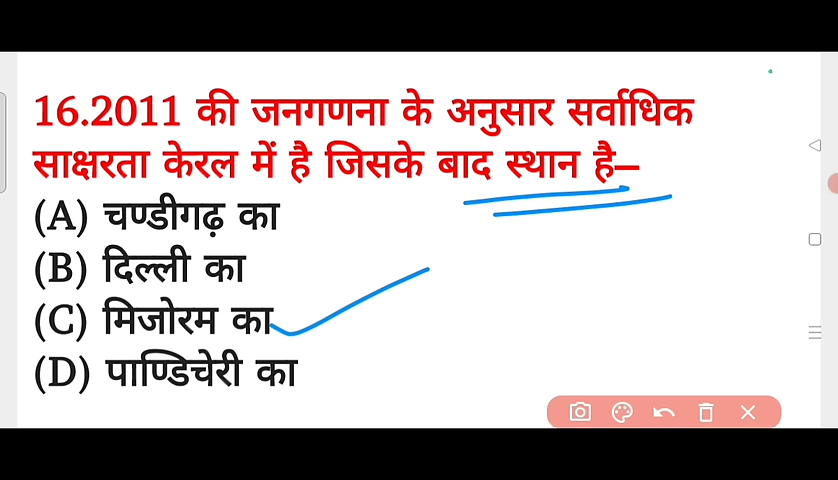 16.2011 की जनगणना के अनुसार सर्वाधिक
साक्षरता केरल में है जिसके बाद स्थान है–
(A) चण्डीगढ़ का
(B) दिल्ली का
(C) मिजोरम का
(D) पाण्डिचेरी का